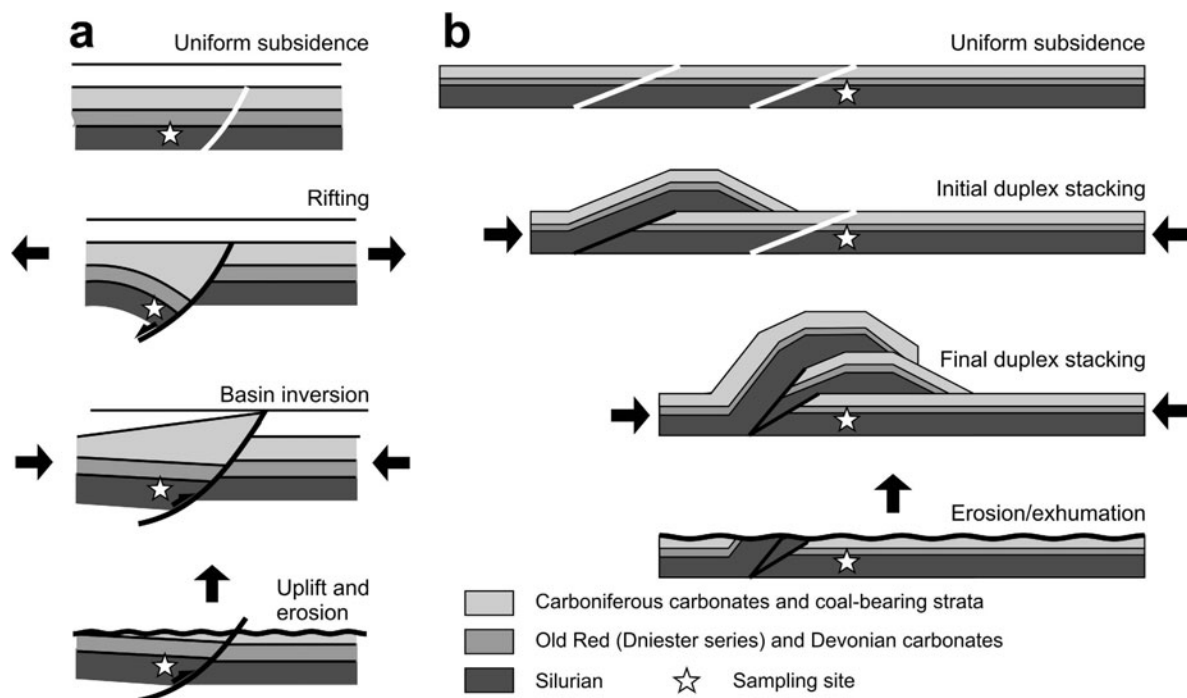 a
Uniform subsidence
Rifting
Basin inversion
Uplift and
erosion
b
Uniform subsidence
Initial duplex stacking
Final duplex stacking
Erosion/exhumation
Carboniferous carbonates and coal-bearing strata
Old Red (Dniester series) and Devonian carbonates
Silurian
Sampling site